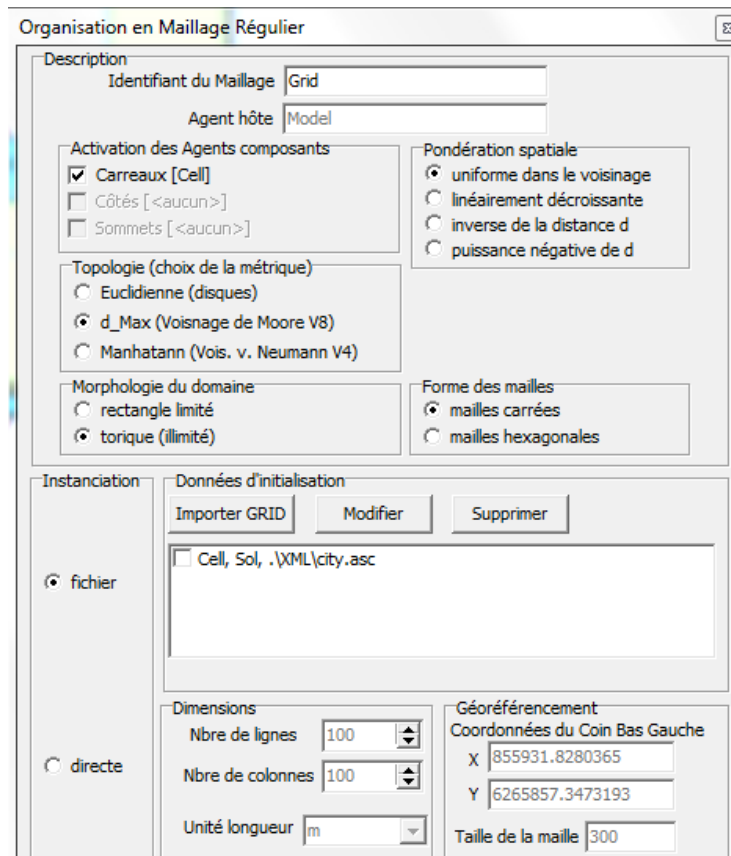 Organisation en Maillage Régulier
Description
Identifiant du Maillage Grid
Agent hôte Model
Activation des Agents composants
Carreaux [Cell]
Côtés [<aucun>]
Sommets [<aucun>]
Pondération spatiale
uniforme dans le voisinage
linéairement décroissante
inverse de la distance d
puissance négative de d
Topologie (choix de la métrique)
Euclidienne (disques)
d_Max (Voisnage de Moore V8)
Manhatann (Vois. v. Neumann V4)
Morphologie du domaine
rectangle limité
torique (illimité)
Forme des mailles
mailles carrées
mailles hexagonales
Instanciation
fichier
directe
Données d'initialisation
Importer GRID Modifier Supprimer
Cell, Sol, .\XML\city.asc
Dimensions
Nbre de lignes 100
Nbre de colonnes 100
Unité longueur m
Géoréférencement
Coordonnées du Coin Bas Gauche
X 855931.8280365
Y 6265857.3473193
Taille de la maille 300